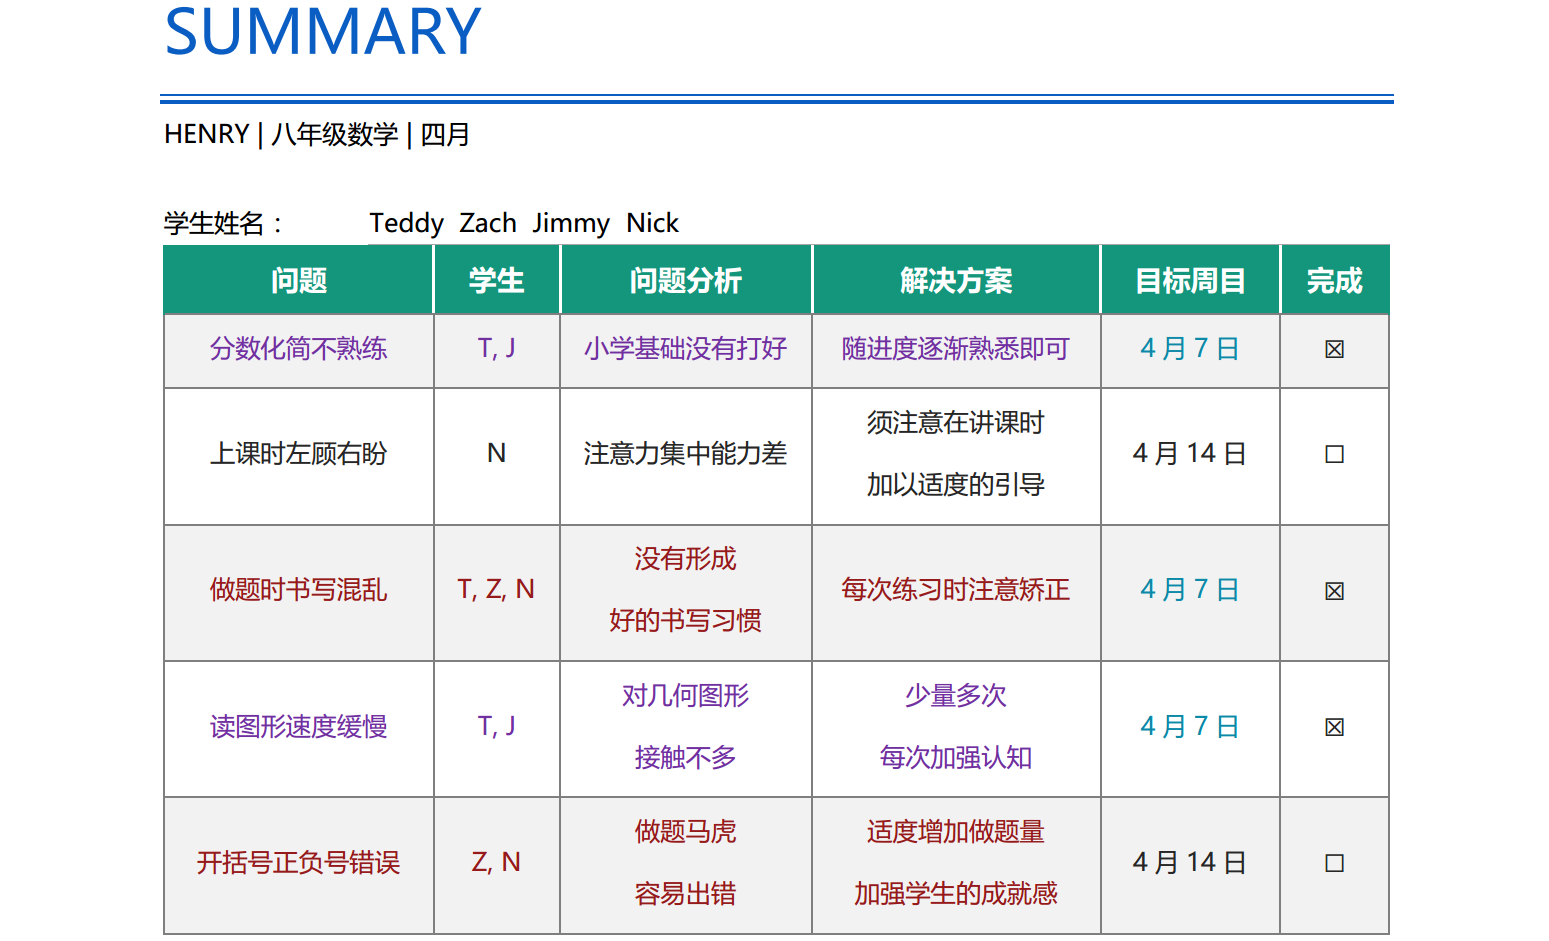 SUMMARY
HENRY | 八年级数学 | 四月
学生姓名： Teddy Zach Jimmy Nick
问题 学生 问题分析 解决方案 目标周目 完成
分数化简不熟练 T, J 小学基础没有打好 随进度逐渐熟悉即可 4 月 7 日 ☒
上课时左顾右盼 N 注意力集中能力差 须注意在讲课时
加以适度的引导 4 月 14 日 ☐
做题时书写混乱 T, Z, N 没有形成
好的书写习惯 每次练习时注意矫正 4 月 7 日 ☒
读图形速度缓慢 T, J 对几何图形
接触不多 少量多次
每次加强认知 4 月 7 日 ☒
开括号正负号错误 Z, N 做题马虎
容易出错 适度增加做题量
加强学生的成就感 4 月 14 日 ☐